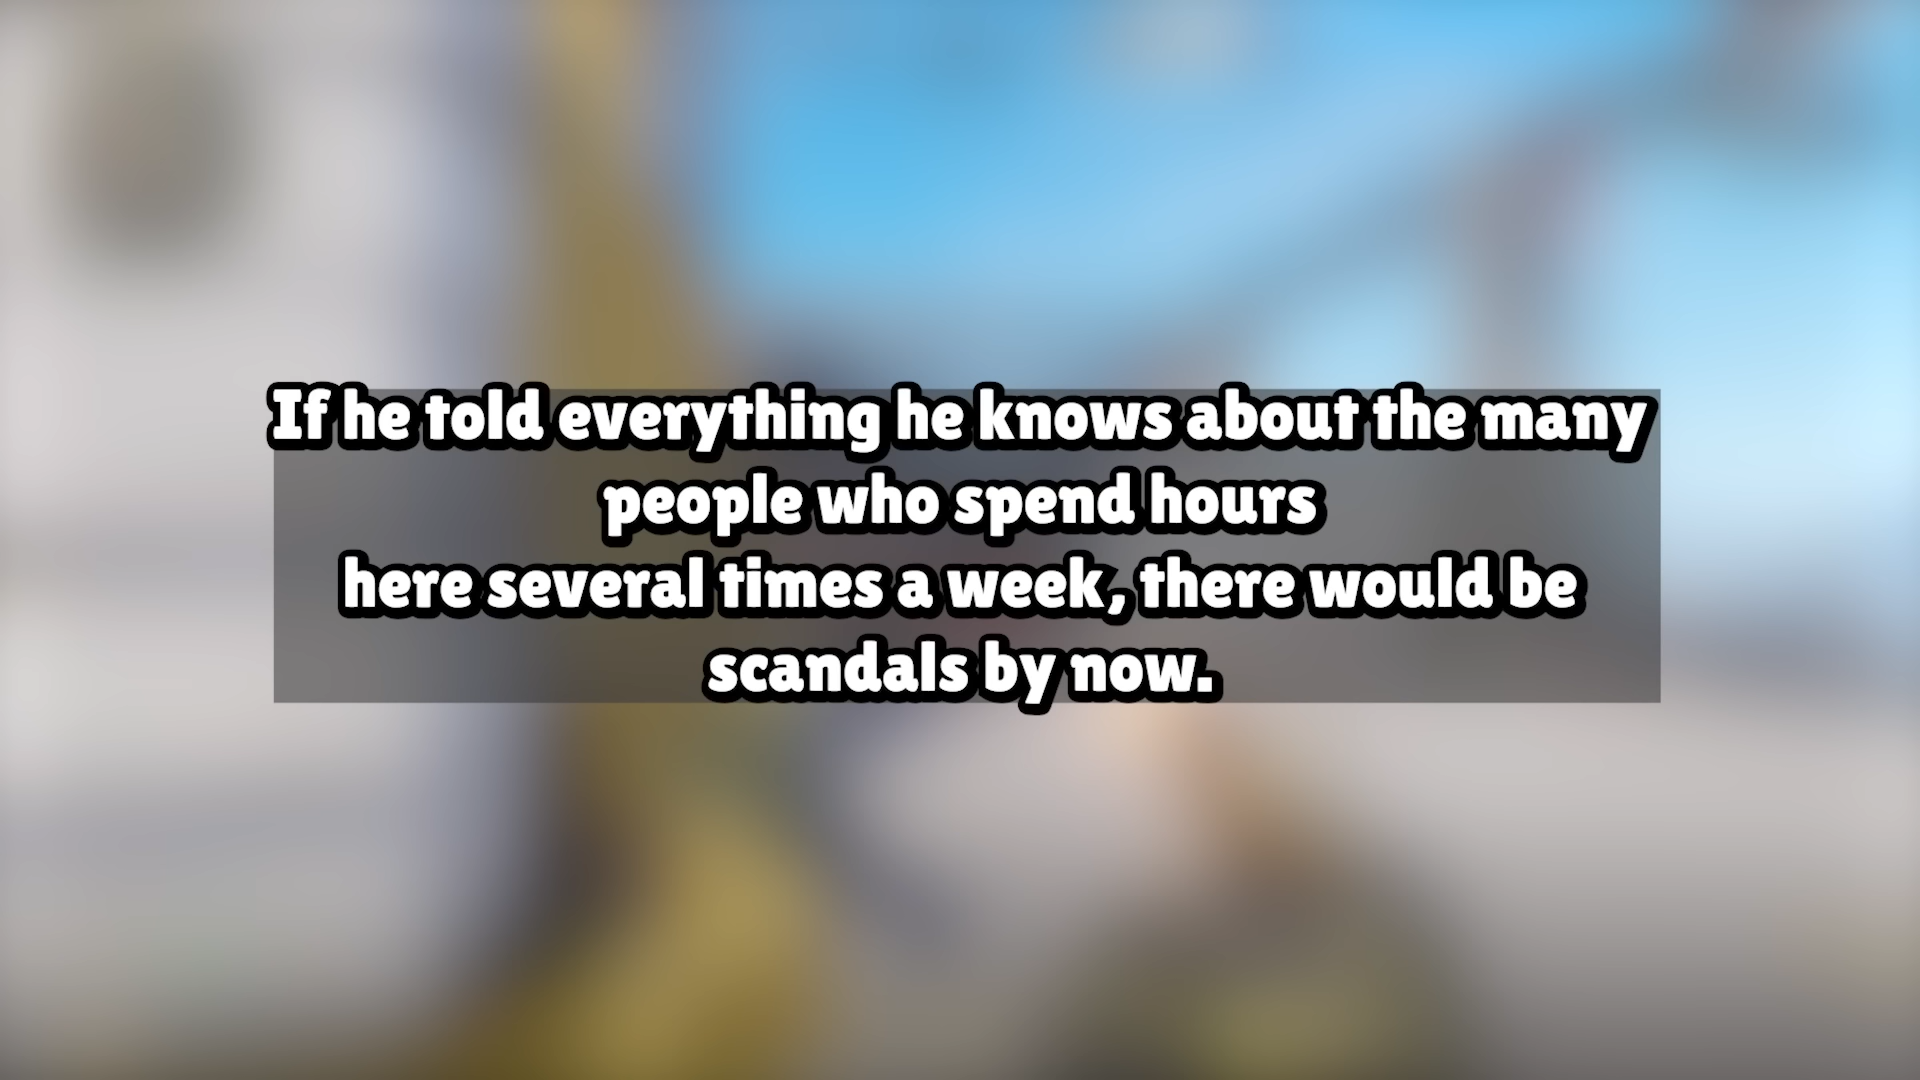 If he told everything he knows about the many
people who spend hours
here several times a week, there would be
scandals by now.